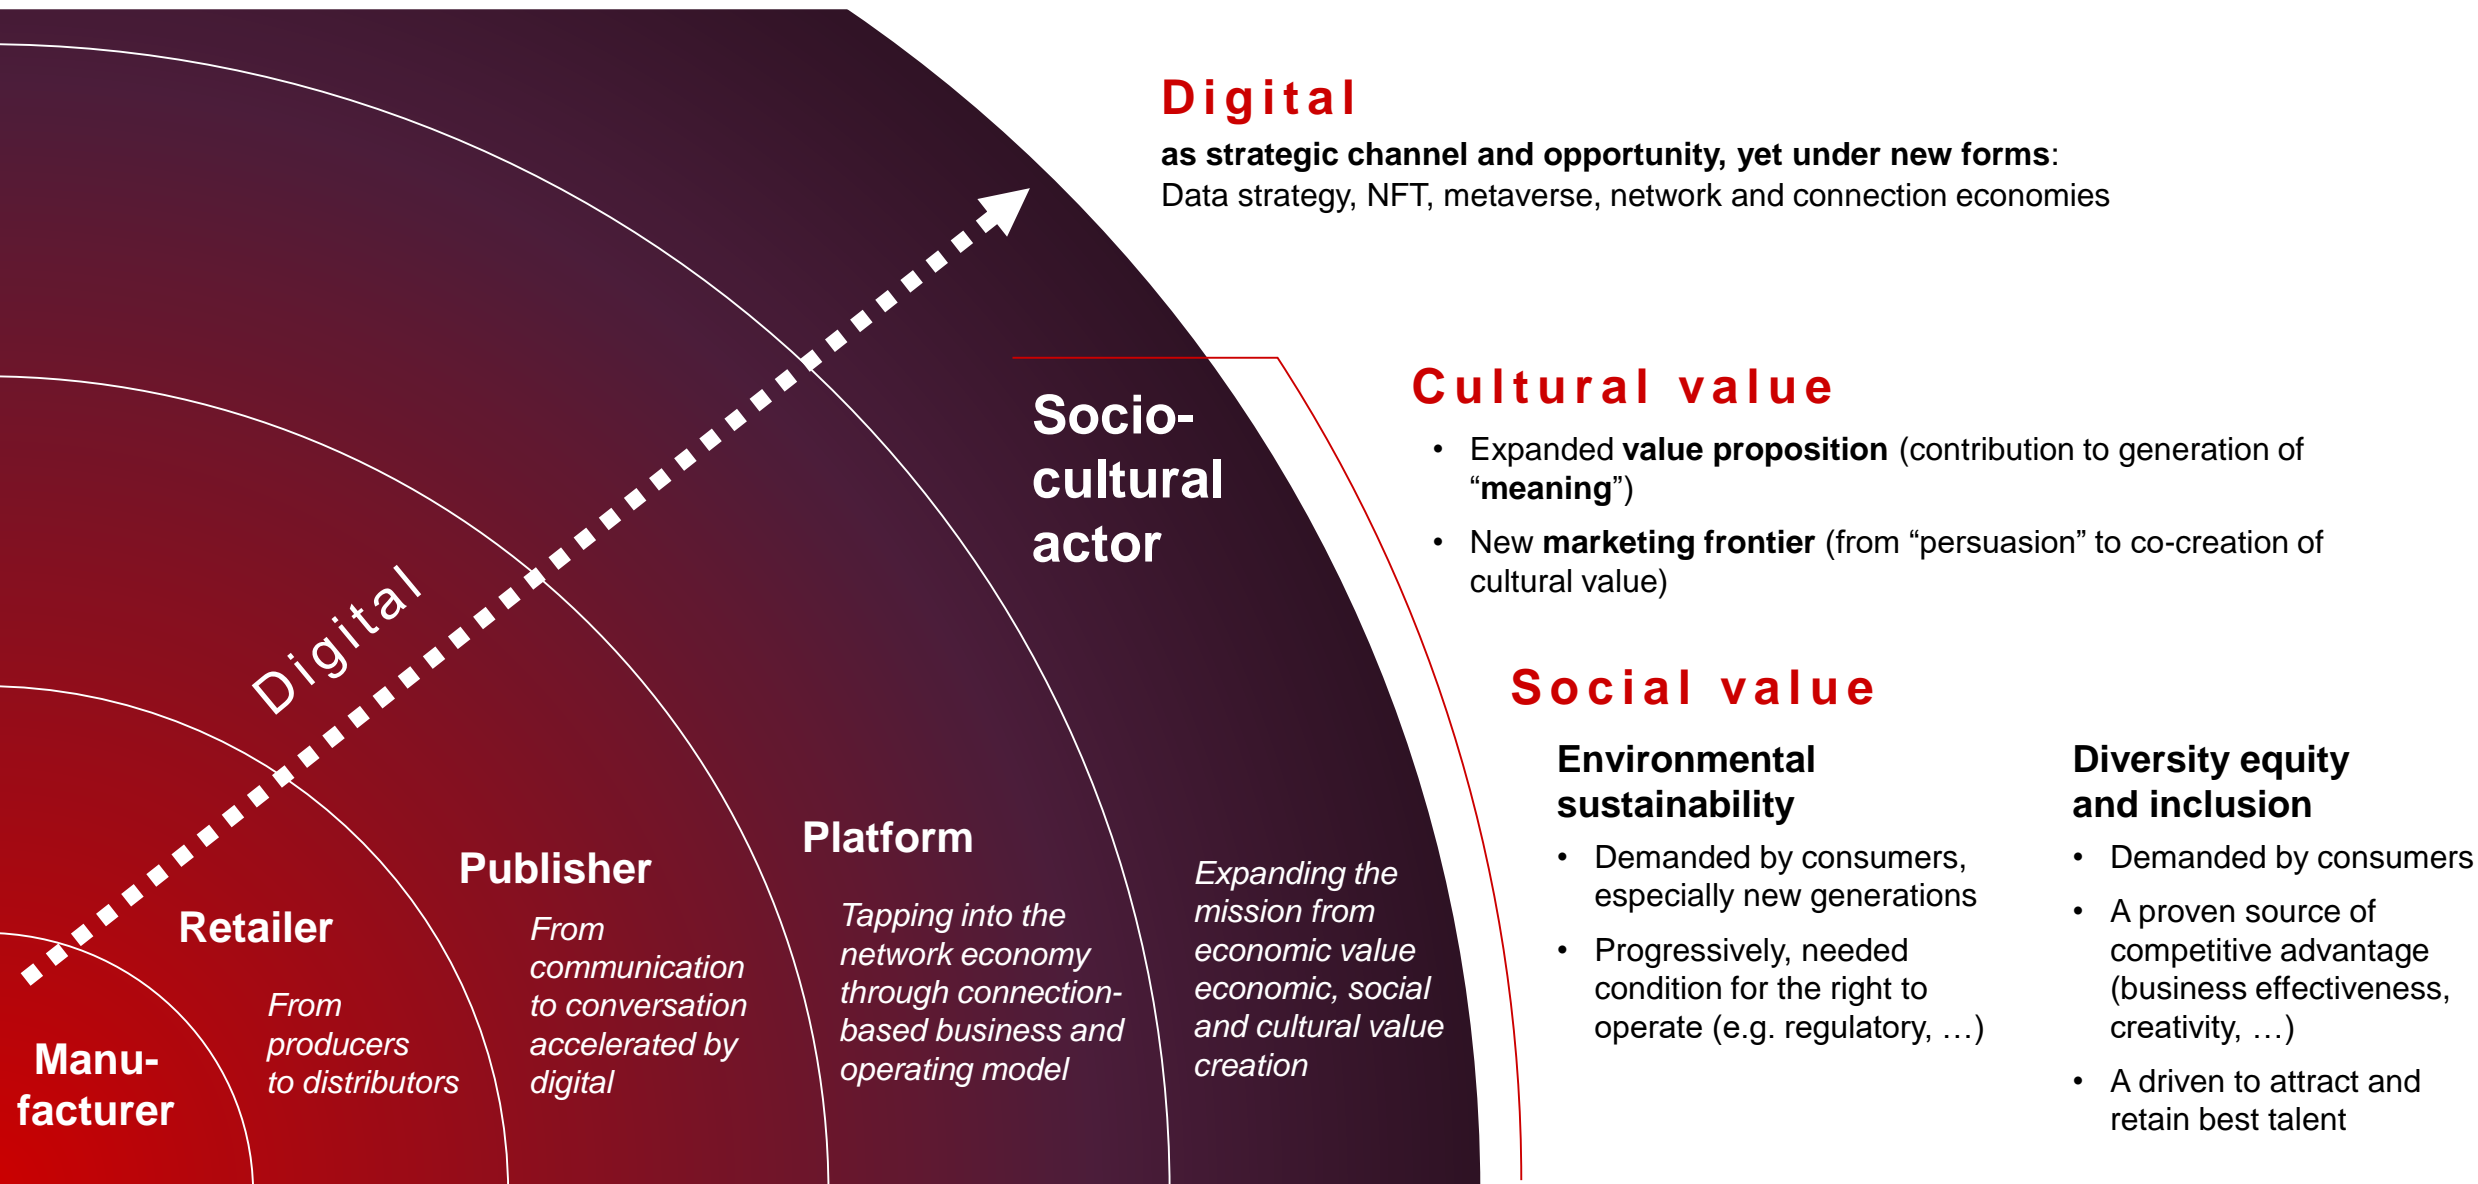 Digital
as strategic channel and opportunity, yet under new forms:
Data strategy, NFT, metaverse, network and connection economies
Digital
Manu-
facturer
Retailer
From
producers
to distributors
Publisher
From
communication
to conversation
accelerated by
digital
Platform
Tapping into the
network economy
through connection-
based business and
operating model
Socio-
cultural
actor
Expanding the
mission from
economic value
economic, social
and cultural value
creation
Cultural value
• Expanded value proposition (contribution to generation of
“meaning”)
• New marketing frontier (from “persuasion” to co-creation of
cultural value)
Social value
Environmental
sustainability
• Demanded by consumers,
especially new generations
• Progressively, needed
condition for the right to
operate (e.g. regulatory, …)
Diversity equity
and inclusion
• Demanded by consumers
• A proven source of
competitive advantage
(business effectiveness,
creativity, …)
• A driven to attract and
retain best talent